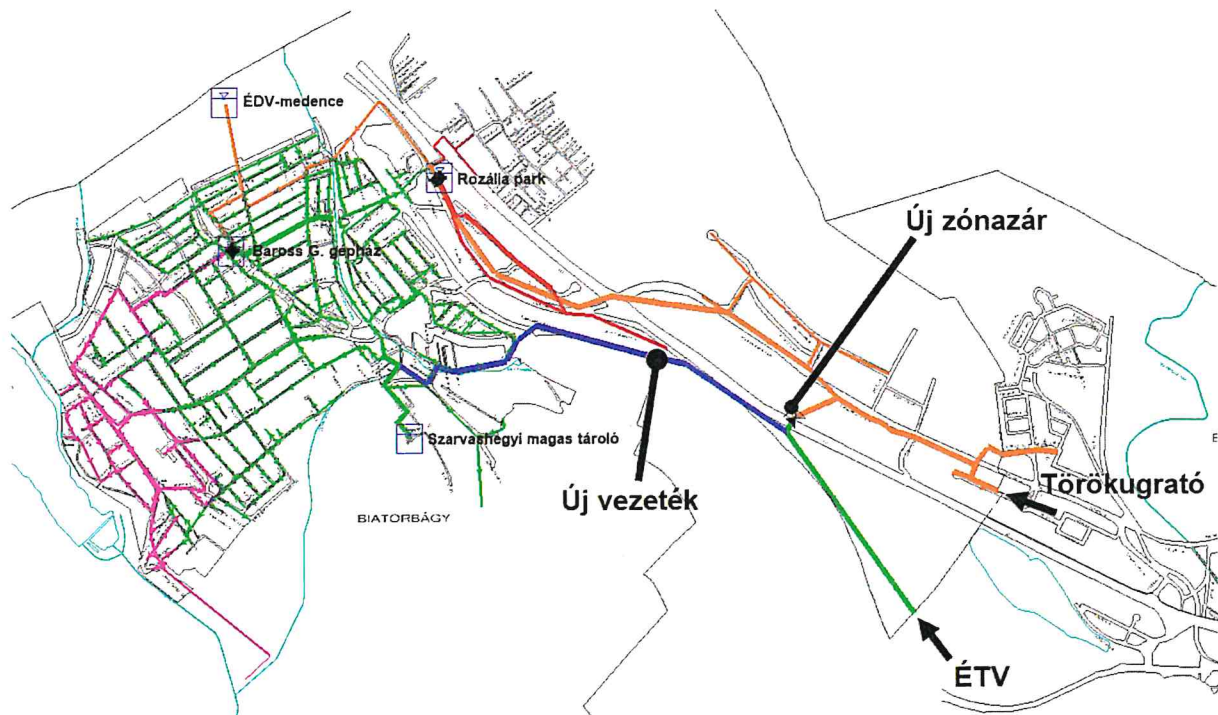 ÉDV-medence
Rozália park
Új zónazár
Baross G. gépház
Szarvashegyi magas tároló
Új vezeték
Törökugrató
BIATORBÁGY
ÉTV